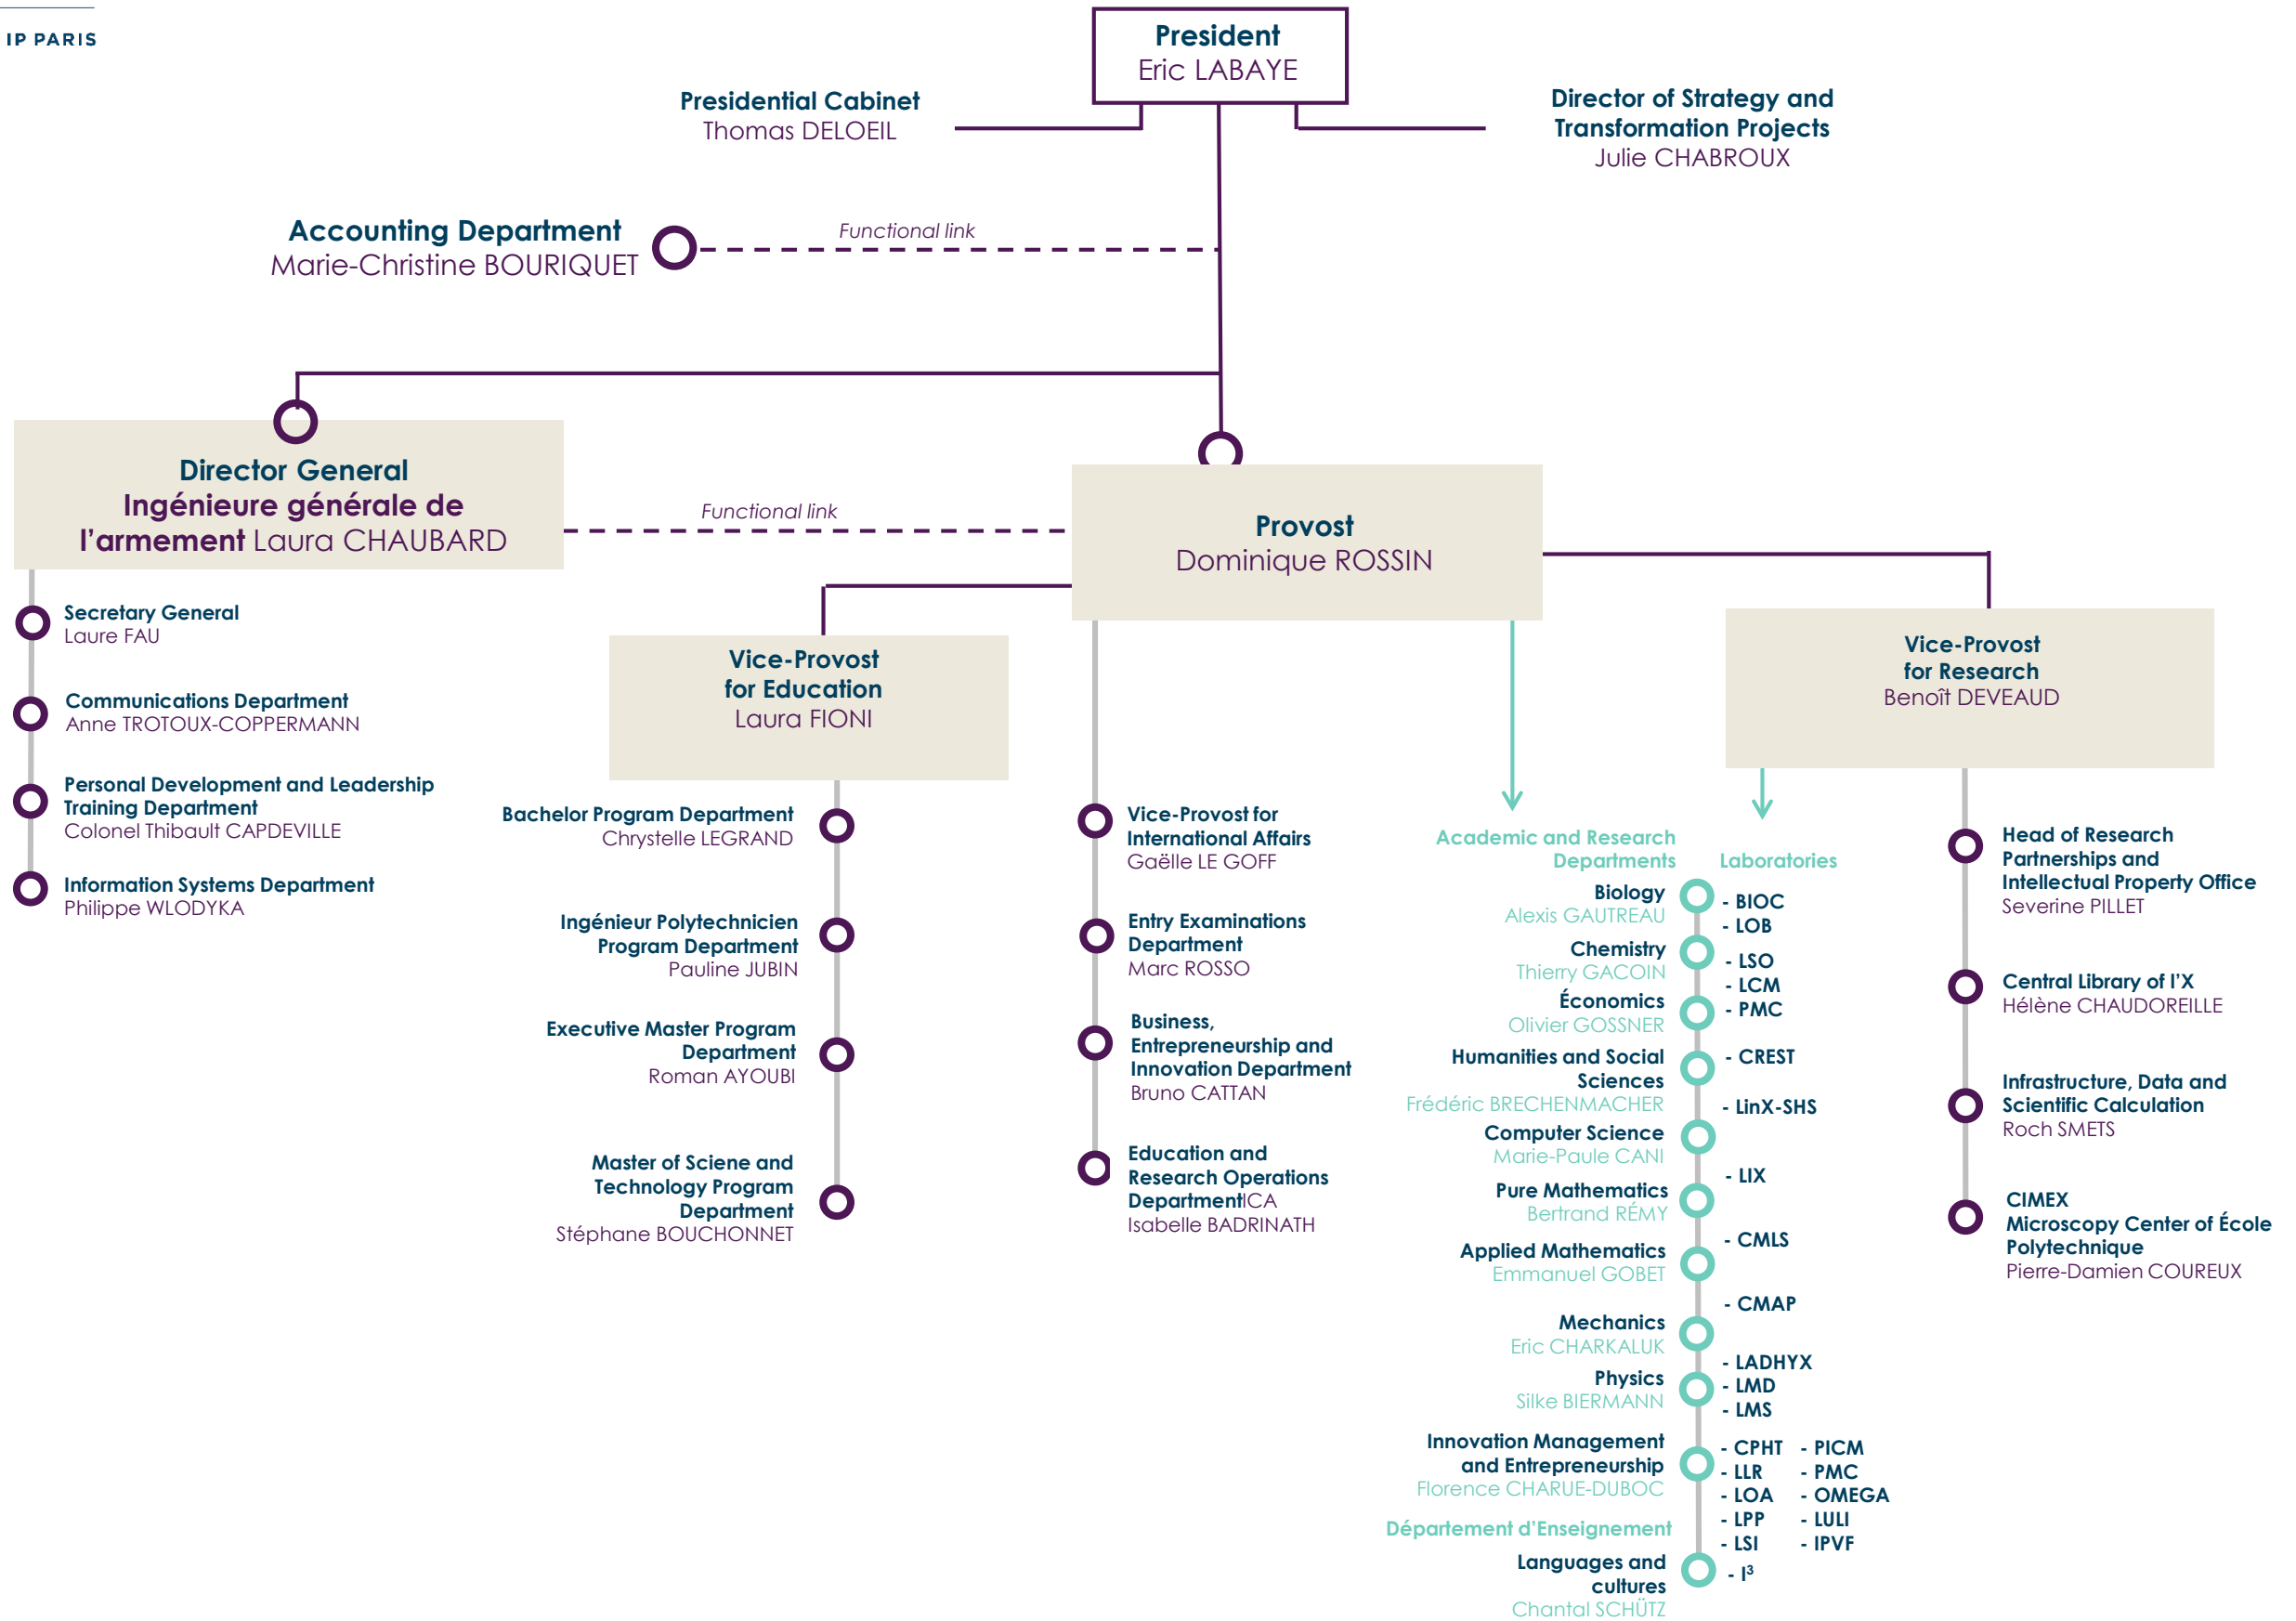 IP PARIS
President
Eric LABAYE
Presidential Cabinet
Thomas DELOEIL
Director of Strategy and
Transformation Projects
Julie CHABROUX
Accounting Department
Marie-Christine BOURIQUET
Functional link
Director General
Ingénieure générale de
l'armement Laura CHAUBARD
Functional link
Provost
Dominique ROSSIN
Secretary General
Laure FAU
Communications Department
Anne TROTOUX-COPPERMANN
Personal Development and Leadership
Training Department
Colonel Thibault CAPDEVILLE
Information Systems Department
Philippe WLODYKA
Vice-Provost
for Education
Laura FIONI
Bachelor Program Department
Chrystelle LEGRAND
Ingénieur Polytechnicien
Program Department
Pauline JUBIN
Executive Master Program
Department
Roman AYOUBI
Master of Sciene and
Technology Program
Department
Stéphane BOUCHONNET
Vice-Provost for
International Affairs
Gaëlle LE GOFF
Entry Examinations
Department
Marc ROSSO
Business,
Entrepreneurship and
Innovation Department
Bruno CATTAN
Education and
Research Operations
DepartmentICA
Isabelle BADRINATH
Academic and Research
Departments
Biology
Alexis GAUTREAU
Chemistry
Thierry GACOIN
Économics
Olivier GOSSNER
Humanities and Social
Sciences
Frédéric BRECHENMACHER
Computer Science
Marie-Paule CANI
Pure Mathematics
Bertrand RÉMY
Applied Mathematics
Emmanuel GOBET
Mechanics
Eric CHARKALUK
Physics
Silke BIERMANN
Innovation Management
and Entrepreneurship
Florence CHARUE-DUBOC
Département d'Enseignement
Languages and
cultures
Chantal SCHÜTZ
Laboratories
- BIOC
- LOB
- LSO
- LCM
- PMC
- CREST
- LinX-SHS
- LIX
- CMLS
- CMAP
- LADHYX
- LMD
- LMS
- CPHT - PICM
- LLR - PMC
- LOA - OMEGA
- LPP - LULI
- LSI - IPVF
- I³
Vice-Provost
for Research
Benoît DEVEAUD
Head of Research
Partnerships and
Intellectual Property Office
Severine PILLET
Central Library of l'X
Hélène CHAUDOREILLE
Infrastructure, Data and
Scientific Calculation
Roch SMETS
CIMEX
Microscopy Center of École
Polytechnique
Pierre-Damien COUREUX